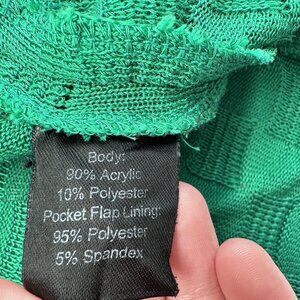 Body:
90% Acrylic
10% Polyester
Pocket Flap Lining:
95% Polyester
5% Spandex